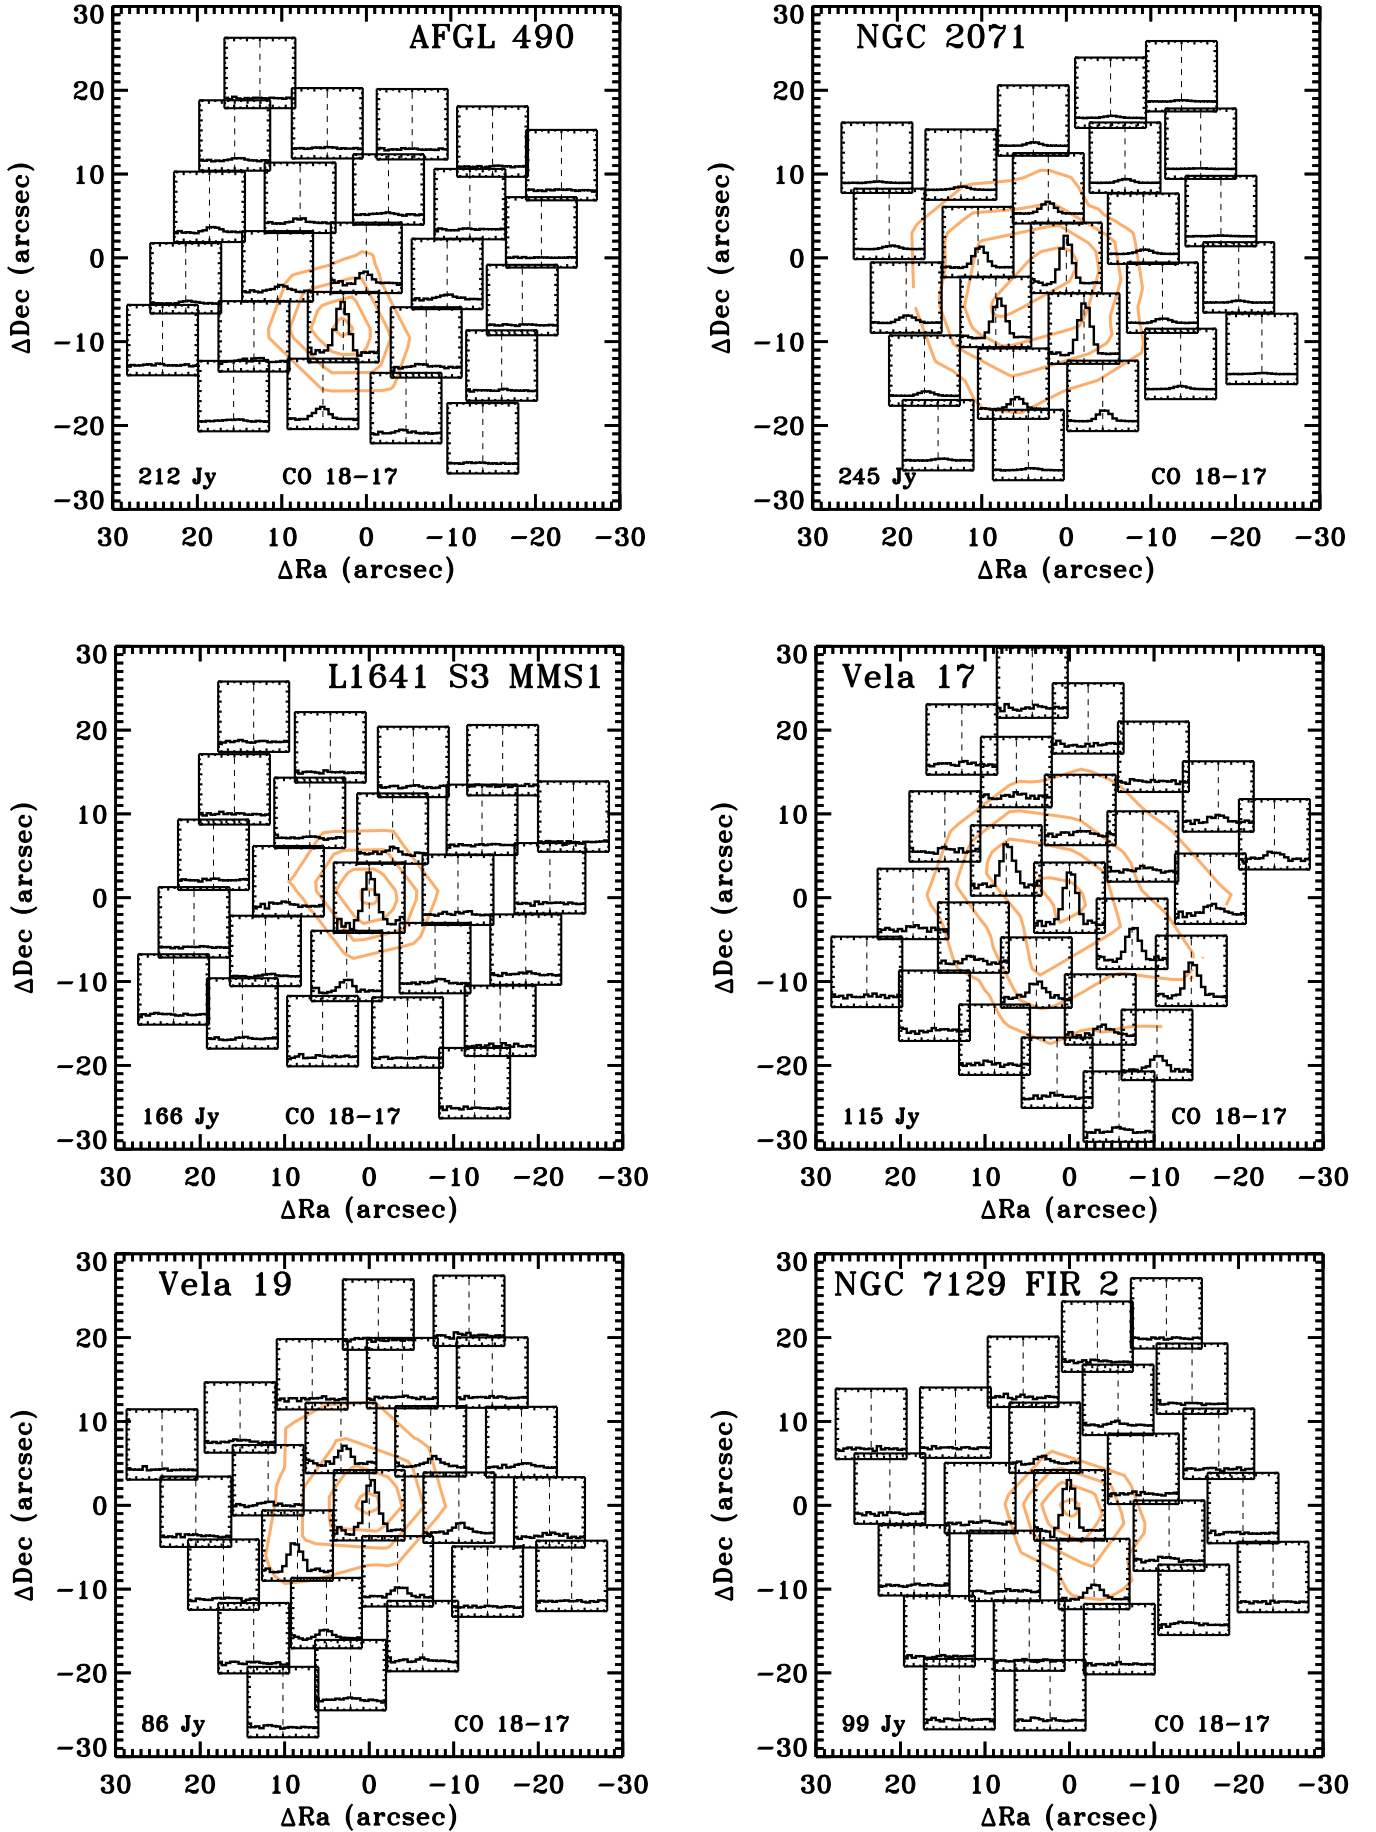 AFGL 490
30
20
10
0
−10
−20
−30
ΔDec (arcsec)
212 Jy CO 18−17
30 20 10 0 −10 −20 −30
ΔRa (arcsec)
NGC 2071
30
20
10
0
−10
−20
−30
ΔDec (arcsec)
245 Jy CO 18−17
30 20 10 0 −10 −20 −30
ΔRa (arcsec)
L1641 S3 MMS1
30
20
10
0
−10
−20
−30
ΔDec (arcsec)
166 Jy CO 18−17
30 20 10 0 −10 −20 −30
ΔRa (arcsec)
Vela 17
30
20
10
0
−10
−20
−30
ΔDec (arcsec)
115 Jy CO 18−17
30 20 10 0 −10 −20 −30
ΔRa (arcsec)
Vela 19
30
20
10
0
−10
−20
−30
ΔDec (arcsec)
86 Jy CO 18−17
30 20 10 0 −10 −20 −30
ΔRa (arcsec)
NGC 7129 FIR 2
30
20
10
0
−10
−20
−30
ΔDec (arcsec)
99 Jy CO 18−17
30 20 10 0 −10 −20 −30
ΔRa (arcsec)